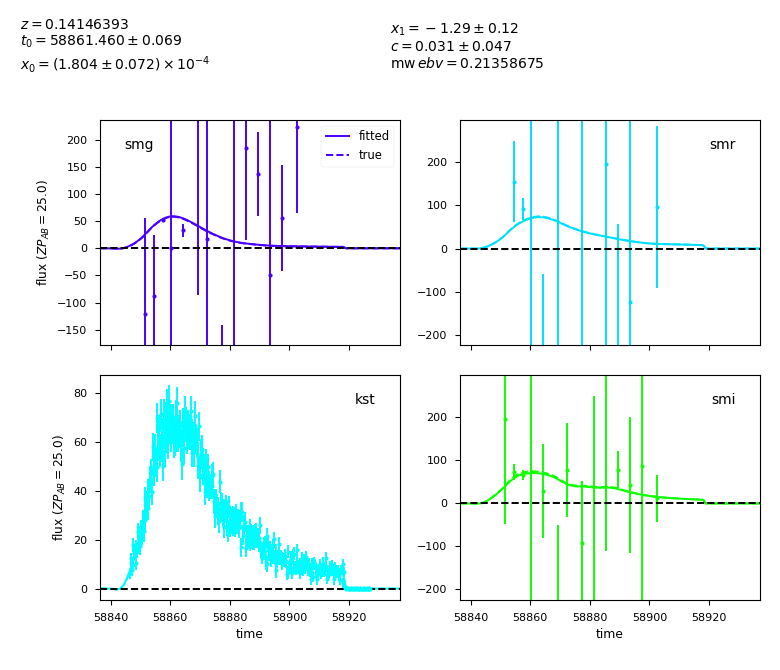 z = 0.14146393
t₀ = 58861.460 ± 0.069
x₀ = (1.804 ± 0.072) × 10⁻⁴
x₁ = −1.29 ± 0.12
c = 0.031 ± 0.047
mw ebv = 0.21358675
smg
fitted
true
flux (ZP_AB = 25.0)
200
150
100
50
0
−50
−100
−150
smr
200
100
0
−100
−200
kst
flux (ZP_AB = 25.0)
80
60
40
20
0
58840 58860 58880 58900 58920
time
smi
200
100
0
−100
−200
58840 58860 58880 58900 58920
time